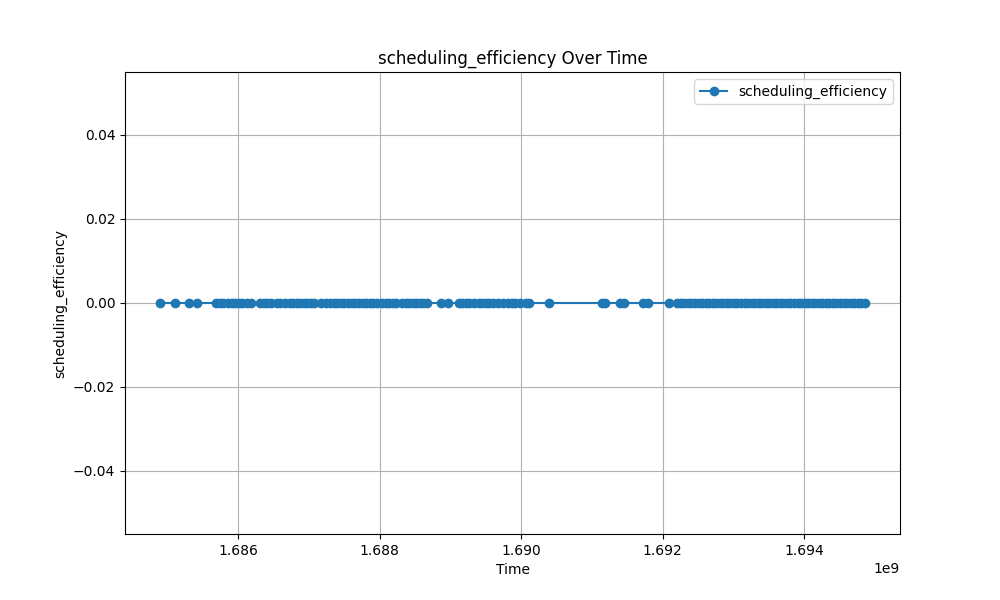 scheduling_efficiency Over Time
scheduling_efficiency
0.04
0.02
0.00
−0.02
−0.04
scheduling_efficiency
1.686
1.688
1.690
1.692
1.694
1e9
Time